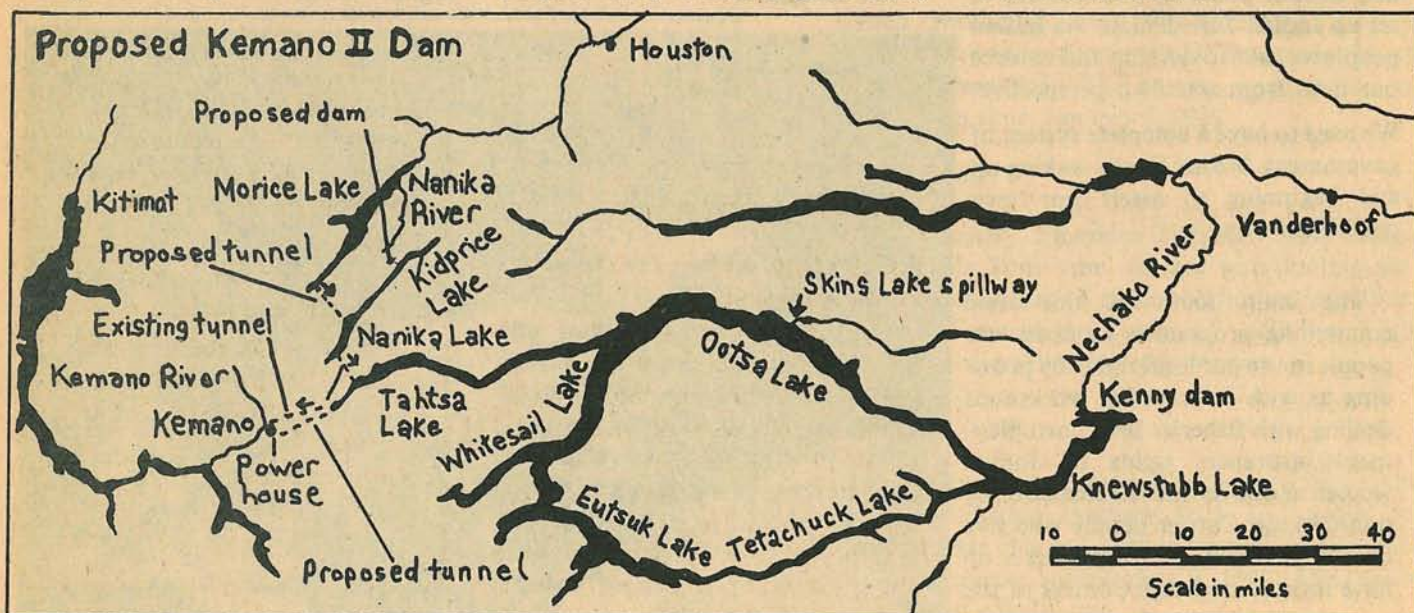 Proposed Kemano II Dam
Houston
Proposed dam
Morice Lake
Nanika
River
Kitimat
Kidprice
Lake
Proposed tunnel
Vanderhoof
Nechako River
Skins Lake spillway
Existing tunnel
Nanika Lake
Ootsa Lake
Kemano River
Tahtsa
Lake
Kenny dam
Kemano
Whitesail Lake
Power
house
Knewstubb Lake
Eutsuk Lake
Tetachuck Lake
Proposed tunnel
10 0 10 20 30 40
Scale in miles